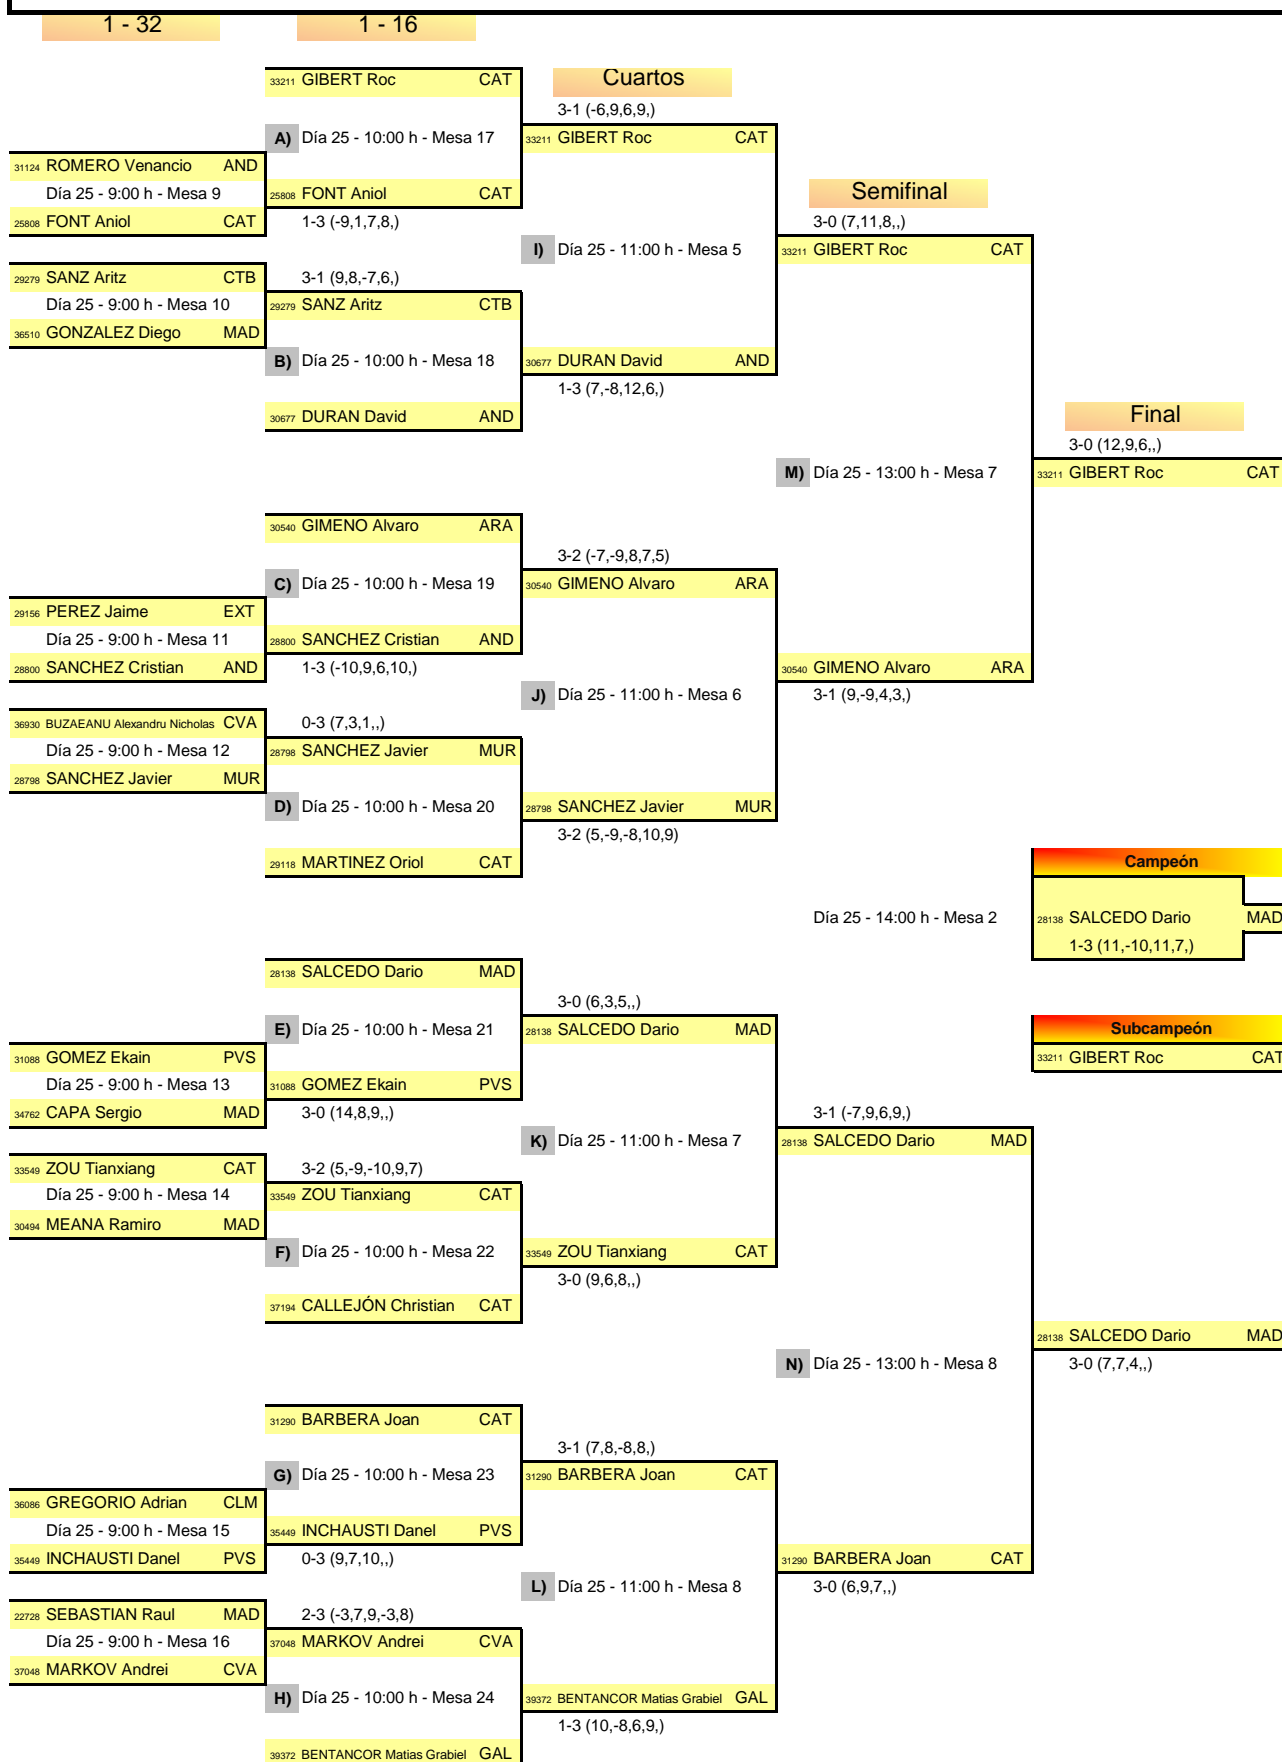 1 - 32
1 - 16
33211 GIBERT Roc CAT
Cuartos
3-1 (-6,9,6,9,)
A) Día 25 - 10:00 h - Mesa 17
33211 GIBERT Roc CAT
31124 ROMERO Venancio AND
Día 25 - 9:00 h - Mesa 9
25808 FONT Aniol CAT
Semifinal
25808 FONT Aniol CAT
1-3 (-9,1,7,8,)
3-0 (7,11,8,,)
I) Día 25 - 11:00 h - Mesa 5
33211 GIBERT Roc CAT
29279 SANZ Aritz CTB
3-1 (9,8,-7,6,)
Día 25 - 9:00 h - Mesa 10
29279 SANZ Aritz CTB
36510 GONZALEZ Diego MAD
B) Día 25 - 10:00 h - Mesa 18
30677 DURAN David AND
1-3 (7,-8,12,6,)
30677 DURAN David AND
Final
3-0 (12,9,6,,)
M) Día 25 - 13:00 h - Mesa 7
33211 GIBERT Roc CAT
30540 GIMENO Alvaro ARA
3-2 (-7,-9,8,7,5)
C) Día 25 - 10:00 h - Mesa 19
30540 GIMENO Alvaro ARA
29156 PEREZ Jaime EXT
Día 25 - 9:00 h - Mesa 11
28800 SANCHEZ Cristian AND
28800 SANCHEZ Cristian AND
1-3 (-10,9,6,10,)
30540 GIMENO Alvaro ARA
J) Día 25 - 11:00 h - Mesa 6
3-1 (9,-9,4,3,)
36930 BUZAEANU Alexandru Nicholas CVA
0-3 (7,3,1,,)
Día 25 - 9:00 h - Mesa 12
28798 SANCHEZ Javier MUR
28798 SANCHEZ Javier MUR
D) Día 25 - 10:00 h - Mesa 20
28798 SANCHEZ Javier MUR
3-2 (5,-9,-8,10,9)
29118 MARTINEZ Oriol CAT
Campeón
Día 25 - 14:00 h - Mesa 2
28138 SALCEDO Dario MAD
1-3 (11,-10,11,7,)
28138 SALCEDO Dario MAD
3-0 (6,3,5,,)
E) Día 25 - 10:00 h - Mesa 21
28138 SALCEDO Dario MAD
Subcampeón
33211 GIBERT Roc CAT
31088 GOMEZ Ekain PVS
Día 25 - 9:00 h - Mesa 13
31088 GOMEZ Ekain PVS
34762 CAPA Sergio MAD
3-0 (14,8,9,,)
3-1 (-7,9,6,9,)
K) Día 25 - 11:00 h - Mesa 7
28138 SALCEDO Dario MAD
33549 ZOU Tianxiang CAT
3-2 (5,-9,-10,9,7)
Día 25 - 9:00 h - Mesa 14
33549 ZOU Tianxiang CAT
30494 MEANA Ramiro MAD
F) Día 25 - 10:00 h - Mesa 22
33549 ZOU Tianxiang CAT
3-0 (9,6,8,,)
37194 CALLEJÓN Christian CAT
28138 SALCEDO Dario MAD
N) Día 25 - 13:00 h - Mesa 8
3-0 (7,7,4,,)
31290 BARBERA Joan CAT
3-1 (7,8,-8,8,)
G) Día 25 - 10:00 h - Mesa 23
31290 BARBERA Joan CAT
36086 GREGORIO Adrian CLM
Día 25 - 9:00 h - Mesa 15
35449 INCHAUSTI Danel PVS
35449 INCHAUSTI Danel PVS
0-3 (9,7,10,,)
31290 BARBERA Joan CAT
L) Día 25 - 11:00 h - Mesa 8
3-0 (6,9,7,,)
22728 SEBASTIAN Raul MAD
2-3 (-3,7,9,-3,8)
Día 25 - 9:00 h - Mesa 16
37048 MARKOV Andrei CVA
37048 MARKOV Andrei CVA
H) Día 25 - 10:00 h - Mesa 24
39372 BENTANCOR Matias Grabiel GAL
1-3 (10,-8,6,9,)
39372 BENTANCOR Matias Grabiel GAL